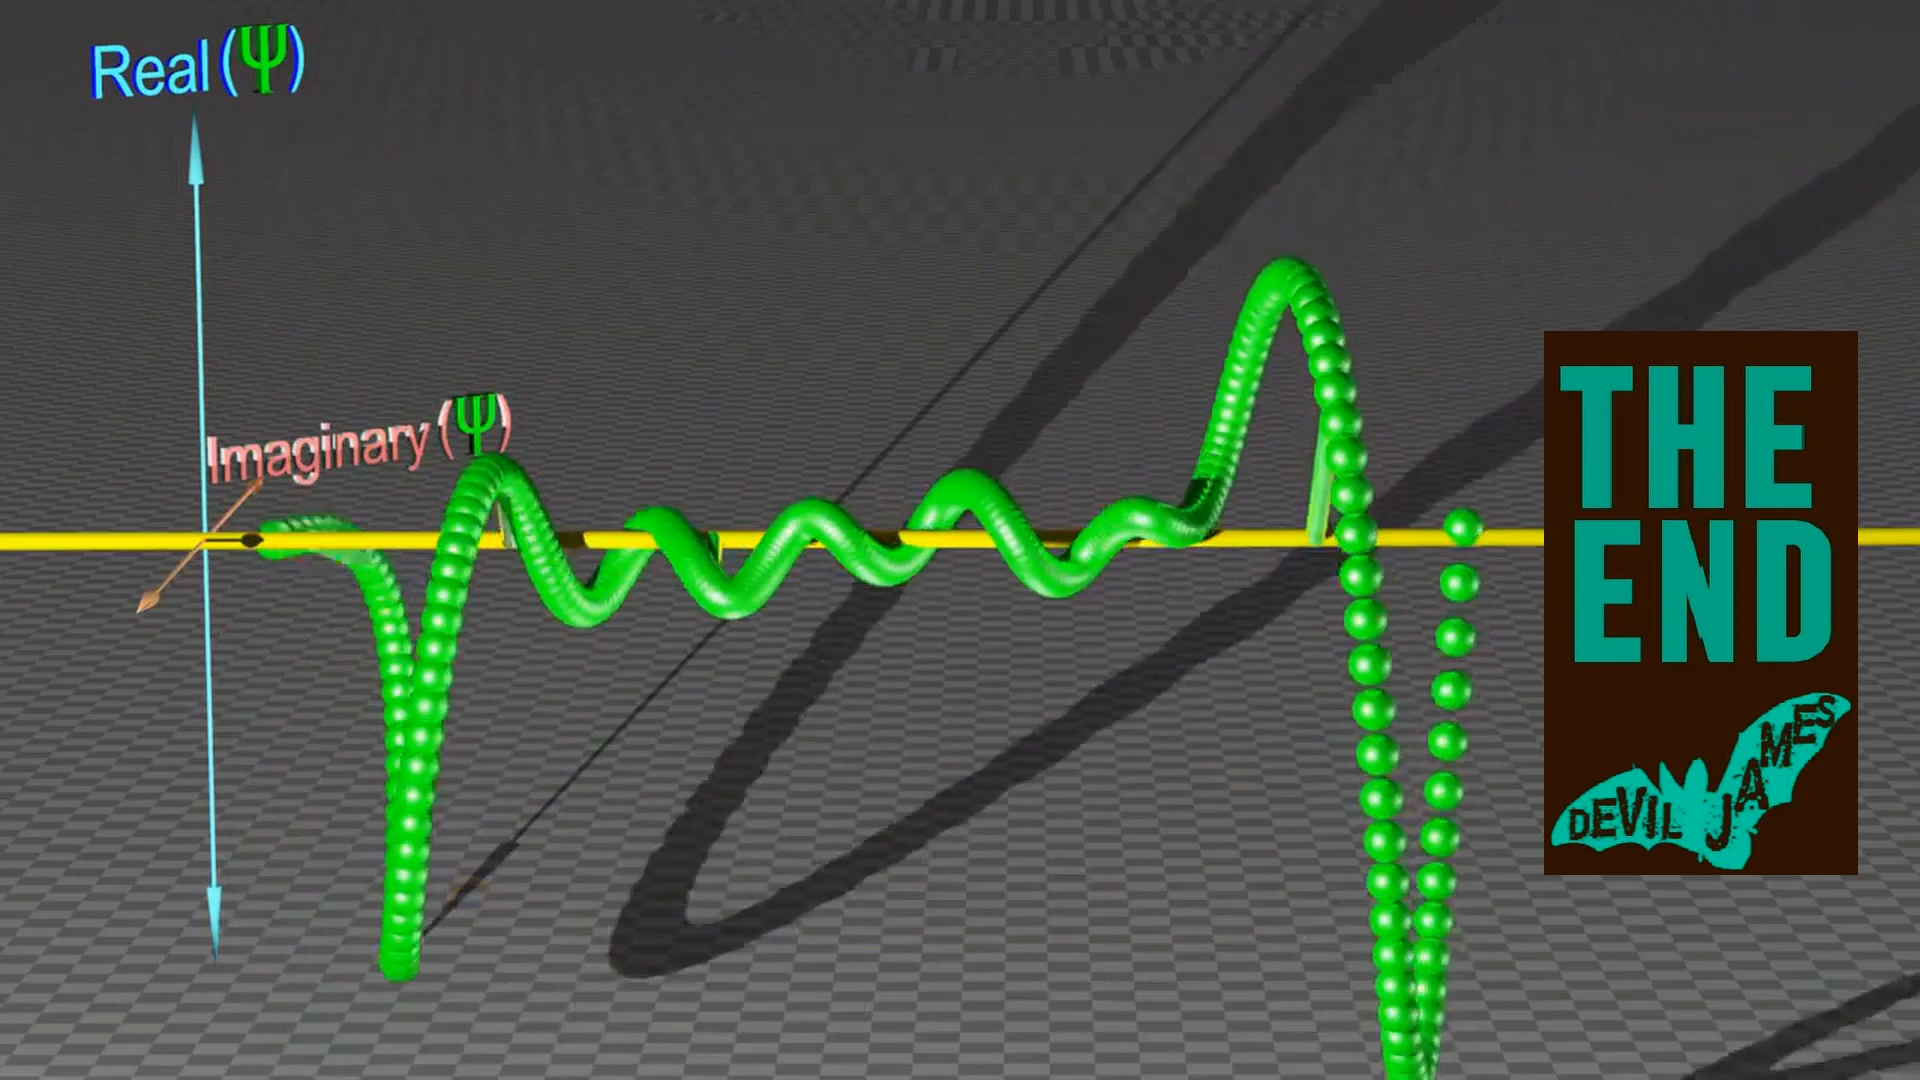 Real (Ψ)
Imaginary (Ψ)
THE
END
DEVIL JAMES